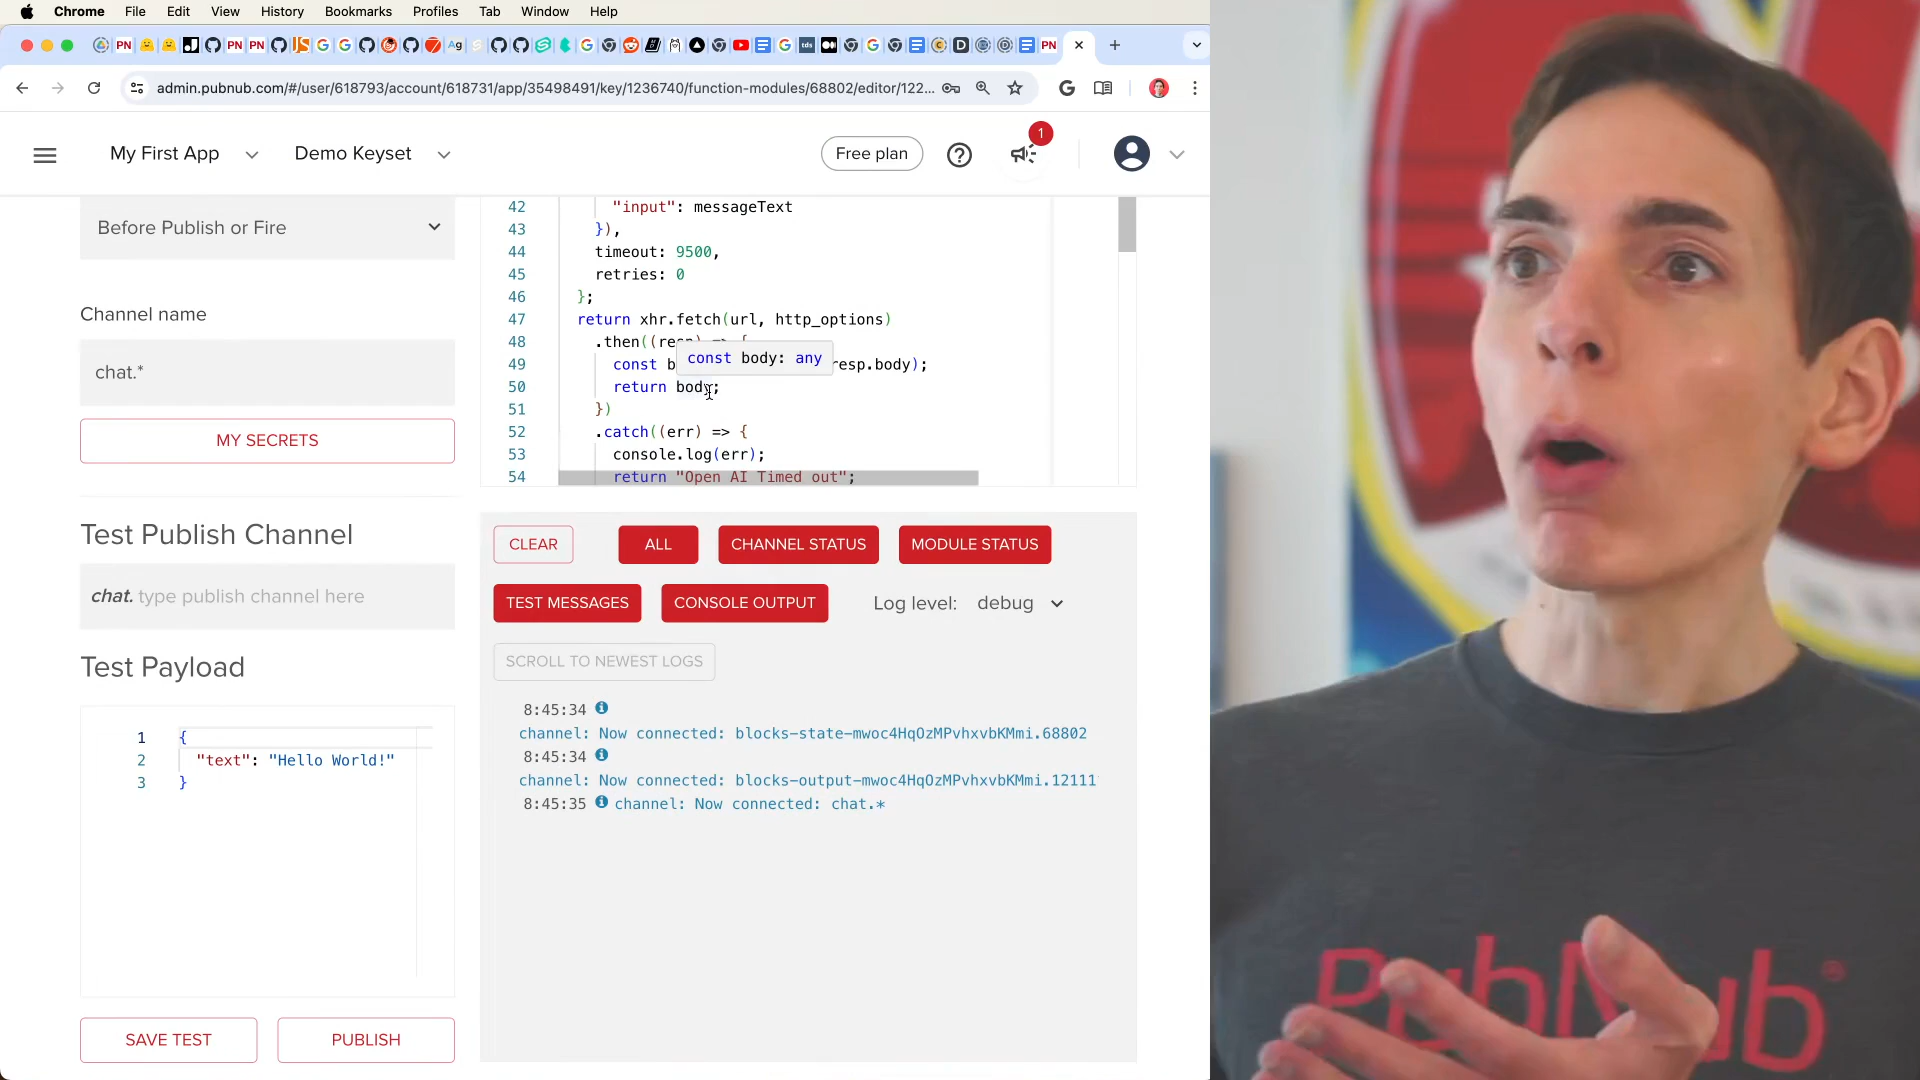 Chrome File Edit View History Bookmarks Profiles Tab Window Help
admin.pubnub.com/#/user/618793/account/618731/app/35498491/key/1236740/function-modules/68802/editor/122...
My First App Demo Keyset Free plan 1
Before Publish or Fire
Channel name
chat.*
MY SECRETS
Test Publish Channel
chat. type publish channel here
Test Payload
1 {
2 "text": "Hello World!"
3 }
SAVE TEST PUBLISH
42 "input": messageText
43 }),
44 timeout: 9500,
45 retries: 0
46 };
47 return xhr.fetch(url, http_options)
48 .then((resp) => {
const body: any
49 const b resp.body);
50 return body;
51 })
52 .catch((err) => {
53 console.log(err);
54 return "Open AI Timed out";
CLEAR ALL CHANNEL STATUS MODULE STATUS
TEST MESSAGES CONSOLE OUTPUT Log level: debug
SCROLL TO NEWEST LOGS
8:45:34
channel: Now connected: blocks-state-mwoc4HqOzMPvhxvbKMmi.68802
8:45:34
channel: Now connected: blocks-output-mwoc4HqOzMPvhxvbKMmi.12111
8:45:35 channel: Now connected: chat.*
PubNub